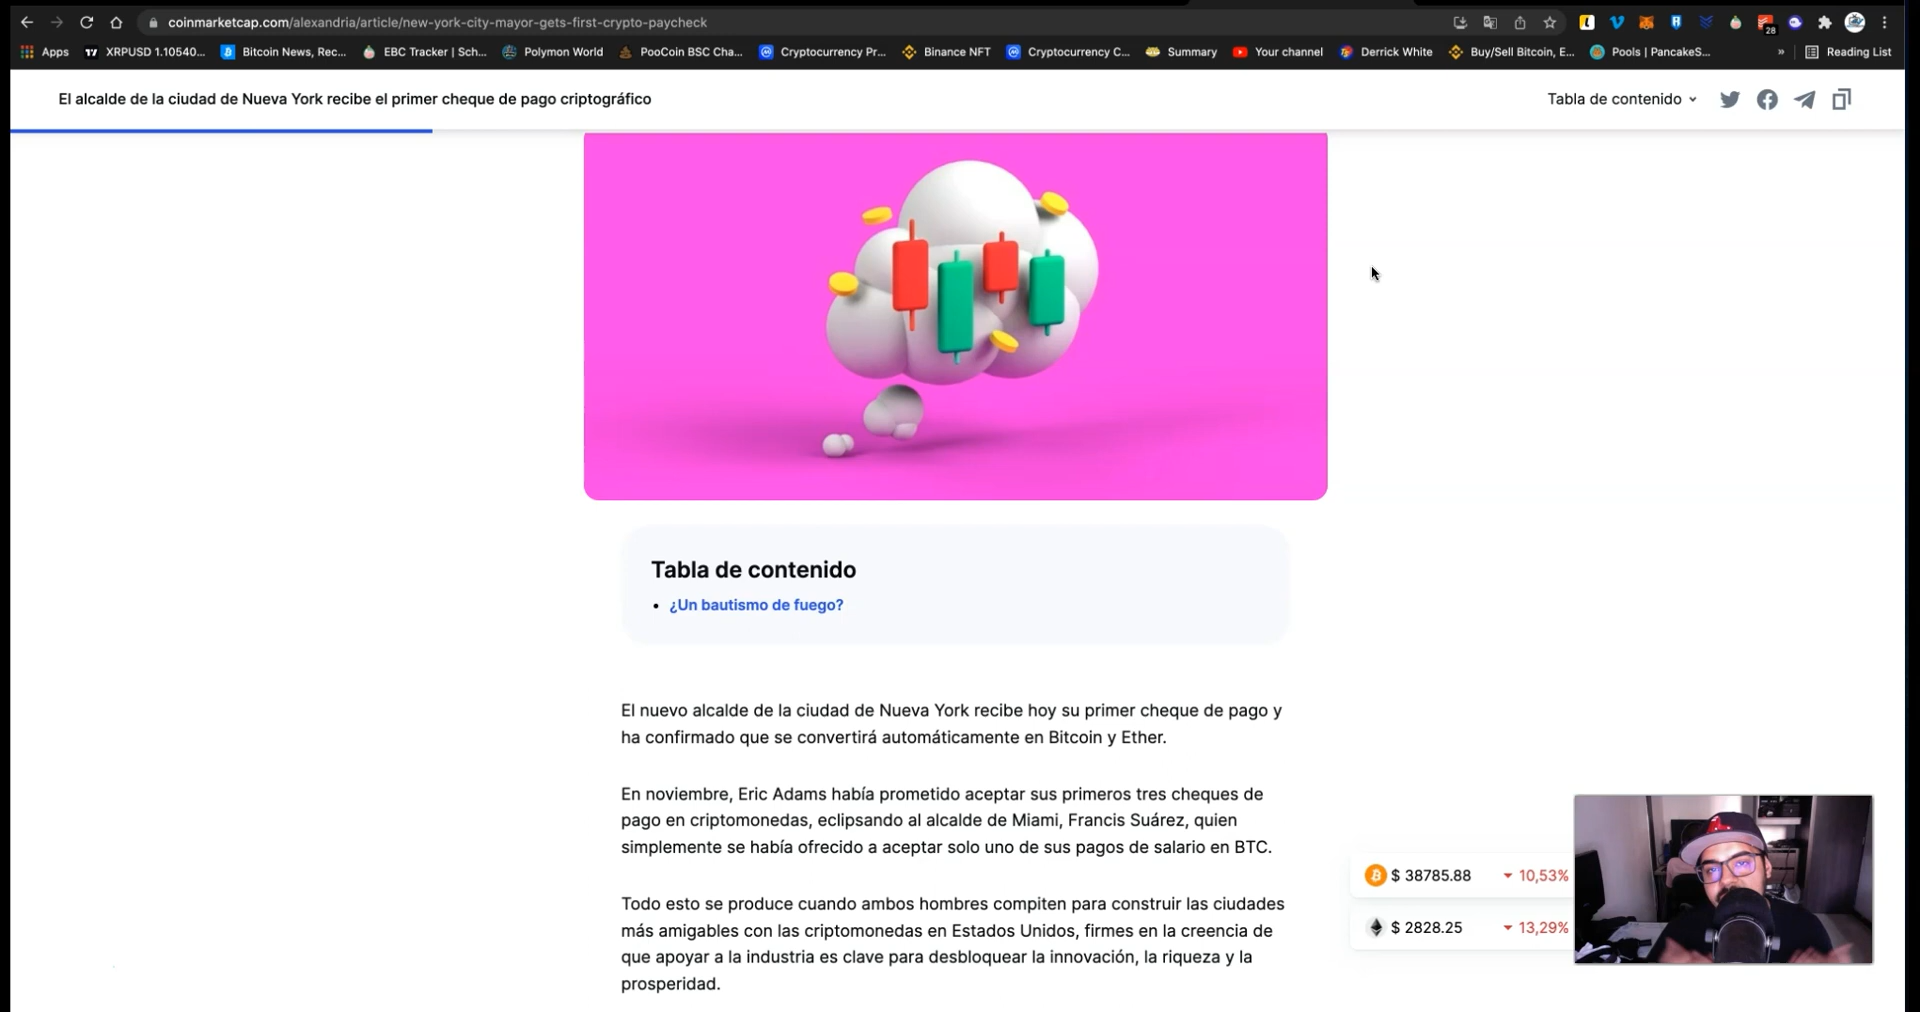 coinmarketcap.com/alexandria/article/new-york-city-mayor-gets-first-crypto-paycheck
28
Apps XRPUSD 1.10540... Bitcoin News, Rec... EBC Tracker | Sch... Polymon World PooCoin BSC Cha... Cryptocurrency Pr... Binance NFT Cryptocurrency C... Summary Your channel Derrick White Buy/Sell Bitcoin, E... Pools | PancakeS... » Reading List
El alcalde de la ciudad de Nueva York recibe el primer cheque de pago criptográfico Tabla de contenido
Tabla de contenido
• ¿Un bautismo de fuego?
El nuevo alcalde de la ciudad de Nueva York recibe hoy su primer cheque de pago y
ha confirmado que se convertirá automáticamente en Bitcoin y Ether.
En noviembre, Eric Adams había prometido aceptar sus primeros tres cheques de
pago en criptomonedas, eclipsando al alcalde de Miami, Francis Suárez, quien
simplemente se había ofrecido a aceptar solo uno de sus pagos de salario en BTC.
$ 38785.88 10,53%
Todo esto se produce cuando ambos hombres compiten para construir las ciudades
$ 2828.25 13,29%
más amigables con las criptomonedas en Estados Unidos, firmes en la creencia de
que apoyar a la industria es clave para desbloquear la innovación, la riqueza y la
prosperidad.